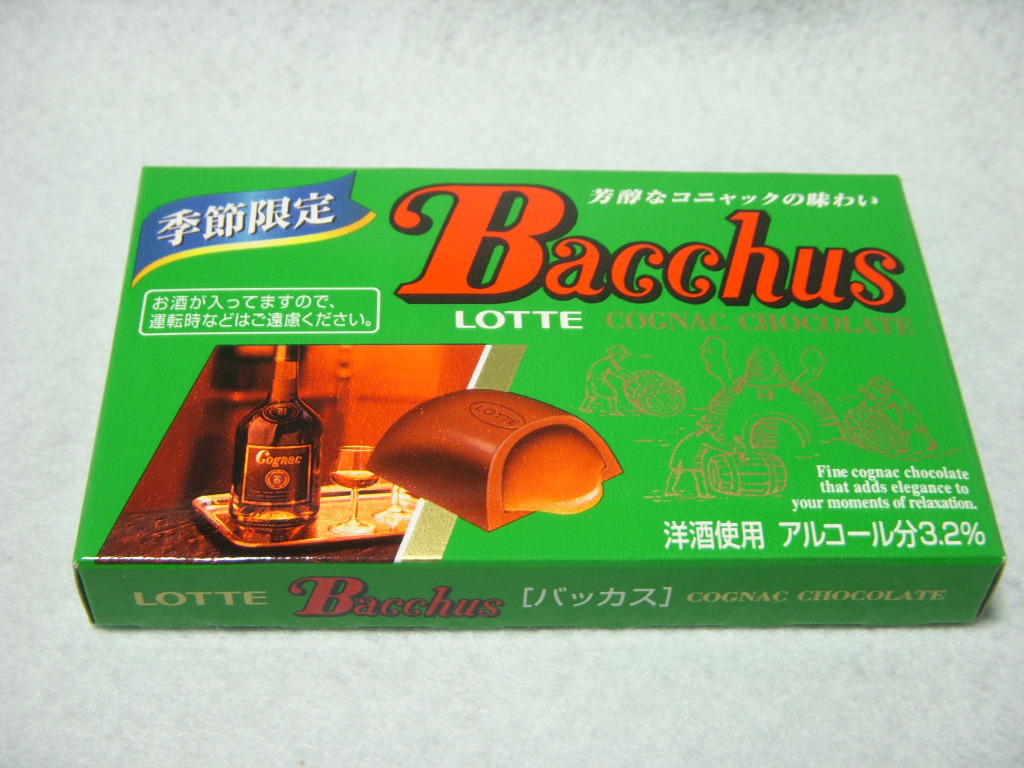 季節限定
芳醇なコニャックの味わい
Bacchus
お酒が入ってますので、
運転時などはご遠慮ください。
LOTTE COGNAC CHOCOLATE
LOTTE
Cognac
Fine cognac chocolate
that adds elegance to
your moments of relaxation.
洋酒使用 アルコール分3.2%
LOTTE Bacchus [バッカス] COGNAC CHOCOLATE